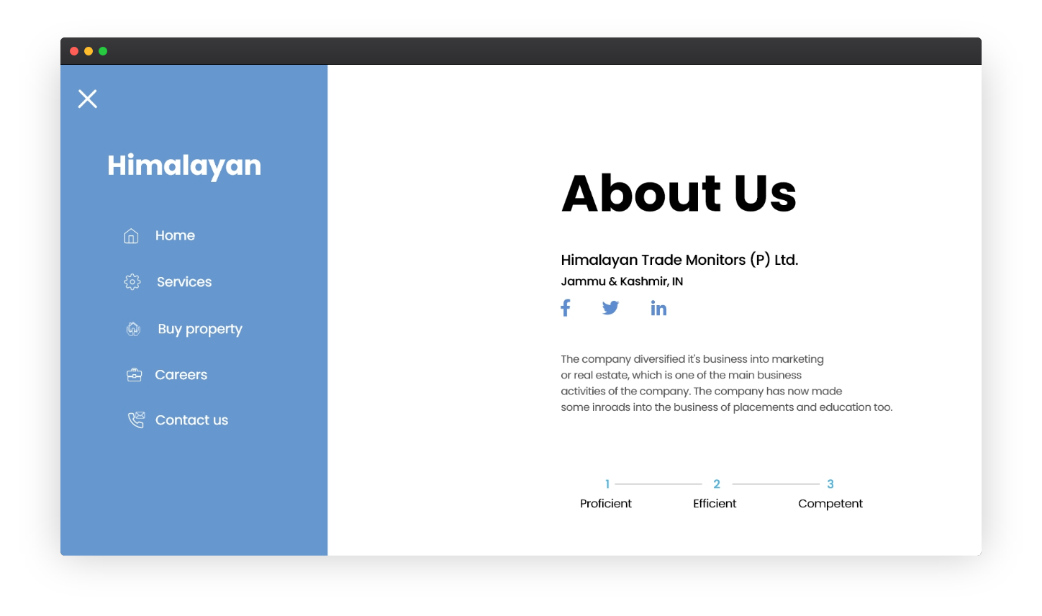 Himalayan
Home
Services
Buy property
Careers
Contact us
About Us
Himalayan Trade Monitors (P) Ltd.
Jammu & Kashmir, IN
The company diversified it's business into marketing
or real estate, which is one of the main business
activities of the company. The company has now made
some inroads into the business of placements and education too.
1 2 3
Proficient Efficient Competent